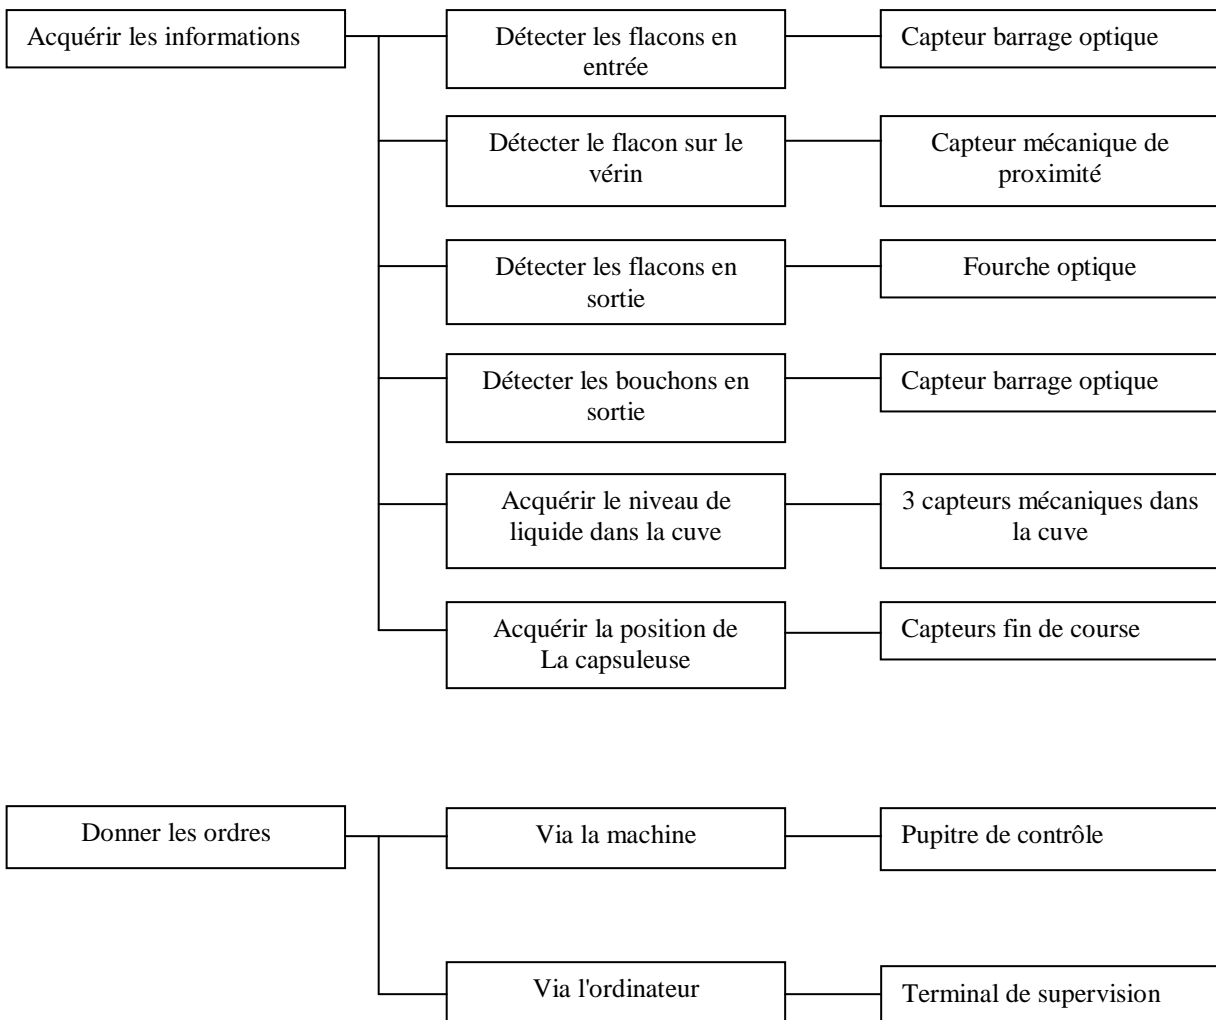 Acquérir les informations
Détecter les flacons en
entrée
Capteur barrage optique
Détecter le flacon sur le
vérin
Capteur mécanique de
proximité
Détecter les flacons en
sortie
Fourche optique
Détecter les bouchons en
sortie
Capteur barrage optique
Acquérir le niveau de
liquide dans la cuve
3 capteurs mécaniques dans
la cuve
Acquérir la position de
La capsuleuse
Capteurs fin de course
Donner les ordres
Via la machine
Pupitre de contrôle
Via l'ordinateur
Terminal de supervision